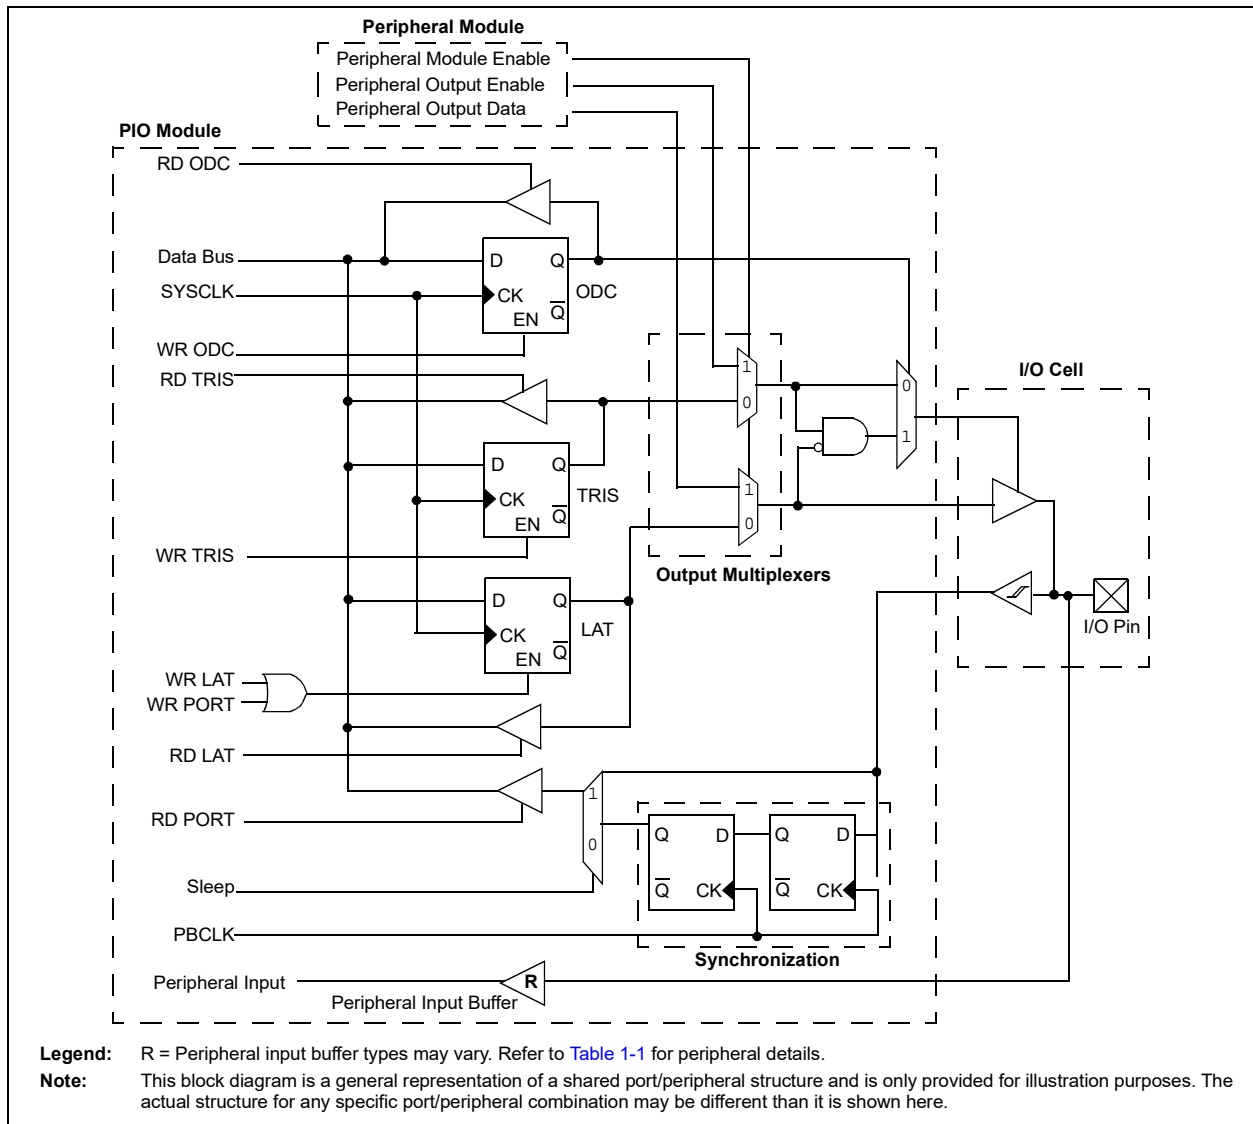 Peripheral Module
Peripheral Module Enable
Peripheral Output Enable
Peripheral Output Data
PIO Module
RD ODC
Data Bus
D
Q
SYSCLK
CK
ODC
Q
EN
WR ODC
RD TRIS
1
0
I/O Cell
0
1
D
Q
CK
TRIS
Q
EN
1
0
WR TRIS
Output Multiplexers
D
Q
CK
LAT
Q
EN
I/O Pin
WR LAT
WR PORT
RD LAT
1
RD PORT
0
Q
D
Q
D
Q
CK
Q
CK
Sleep
PBCLK
Synchronization
Peripheral Input
R
Peripheral Input Buffer
Legend: R = Peripheral input buffer types may vary. Refer to Table 1-1 for peripheral details.
Note: This block diagram is a general representation of a shared port/peripheral structure and is only provided for illustration purposes. The
actual structure for any specific port/peripheral combination may be different than it is shown here.